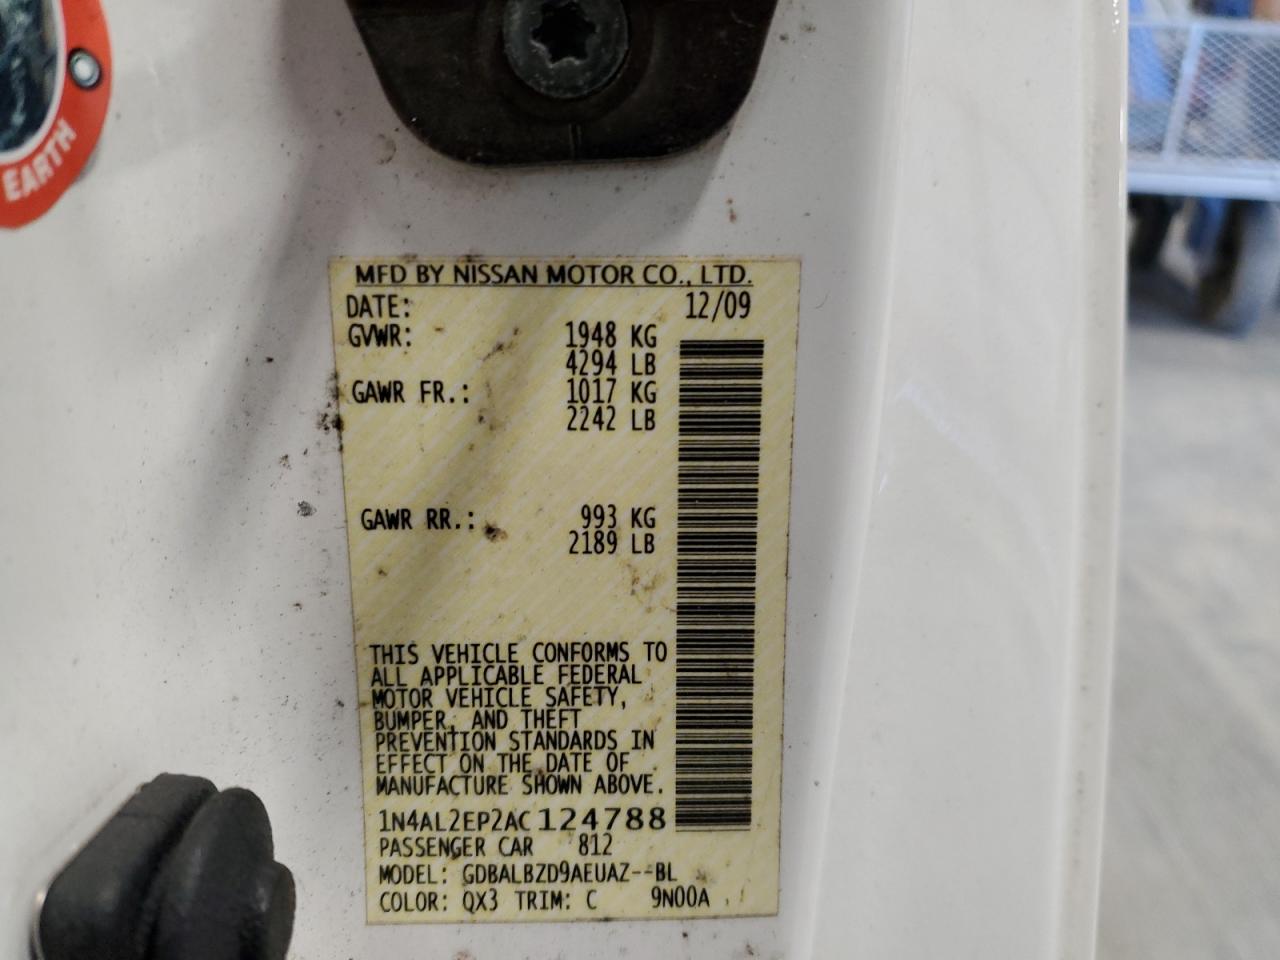 EARTH
MFD BY NISSAN MOTOR CO., LTD.
DATE: 12/09
GVWR: 1948 KG
4294 LB
GAWR FR.: 1017 KG
2242 LB
GAWR RR.: 993 KG
2189 LB
THIS VEHICLE CONFORMS TO
ALL APPLICABLE FEDERAL
MOTOR VEHICLE SAFETY,
BUMPER, AND THEFT
PREVENTION STANDARDS IN
EFFECT ON THE DATE OF
MANUFACTURE SHOWN ABOVE.
1N4AL2EP2AC124788
PASSENGER CAR 812
MODEL: GDBALBZD9AEUAZ--BL
COLOR: QX3 TRIM: C 9N00A